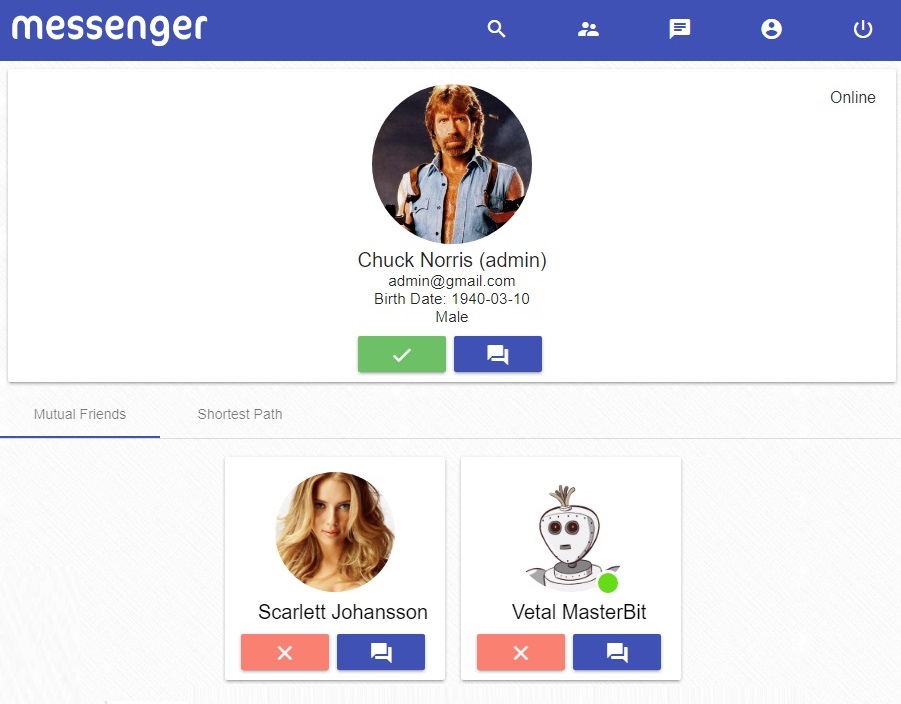 messenger
Online
Chuck Norris (admin)
admin@gmail.com
Birth Date: 1940-03-10
Male
Mutual Friends
Shortest Path
Scarlett Johansson
Vetal MasterBit